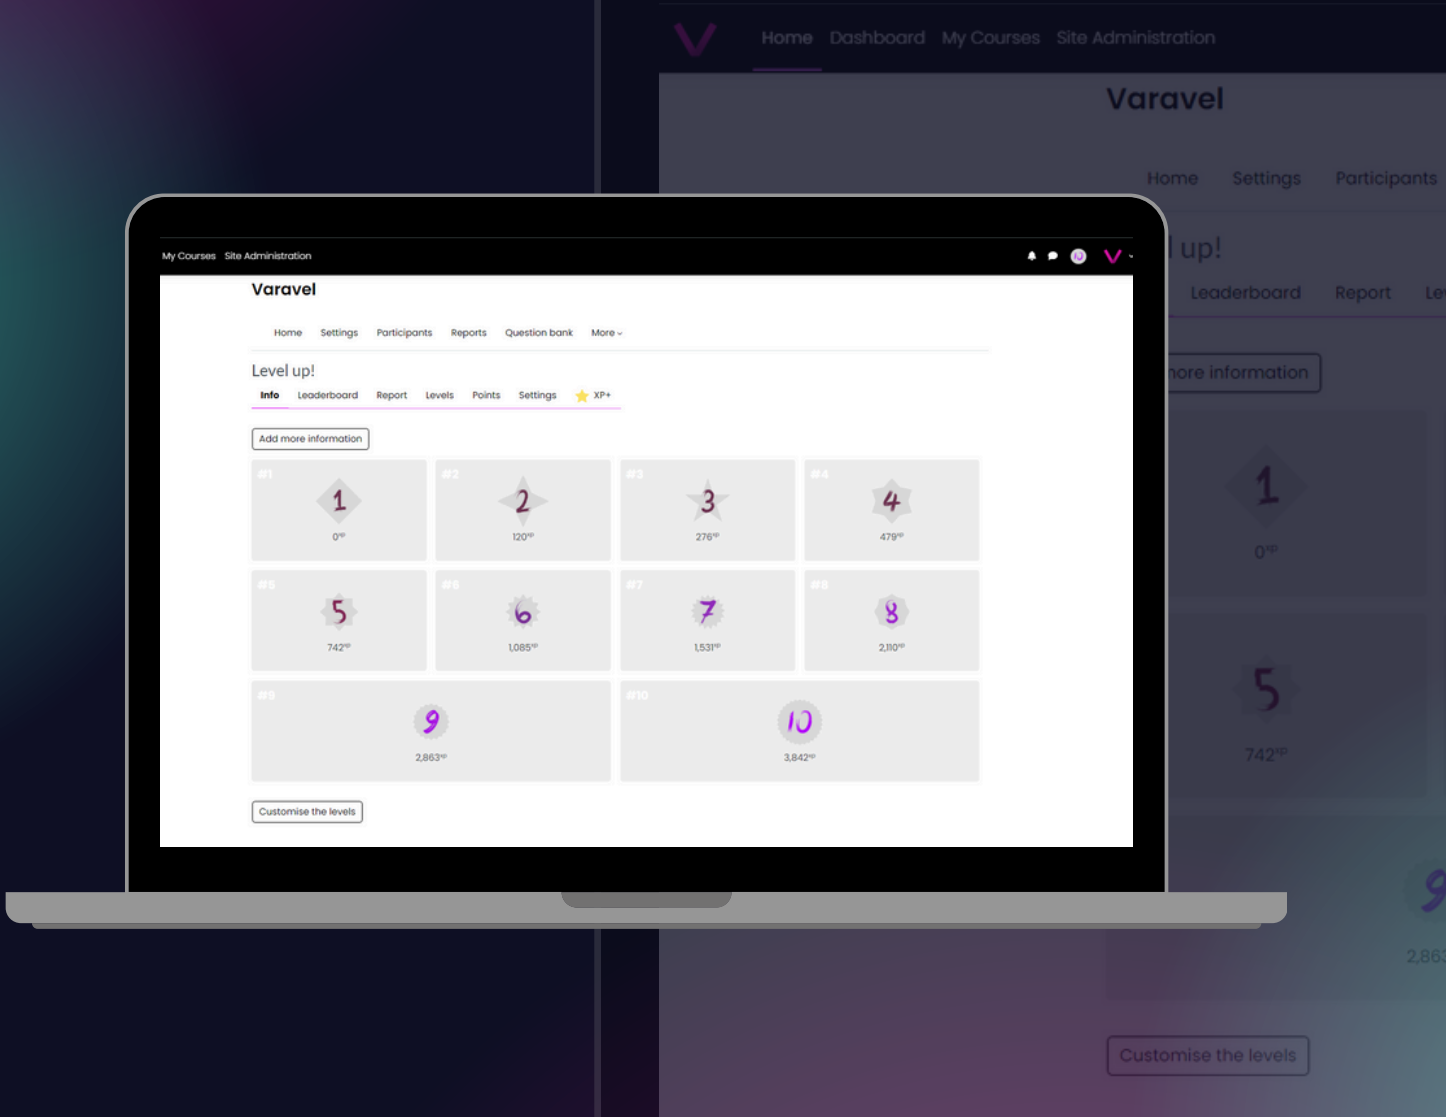 Home Dashboard My Courses Site Administration
Varavel
Home Settings Participants
up!
Leaderboard Report
more information
1
0xp
5
742xp
9
Customise the levels
My Courses Site Administration
10
Varavel
Home Settings Participants Reports Question bank More
Level up!
Info Leaderboard Report Levels Points Settings XP+
Add more information
#1 #2 #3 #4
1 2 3 4
0xp 120xp 276xp 479xp
#5 #6 #7 #8
5 6 7 8
742xp 1,085xp 1,531xp 2,110xp
#9 #10
9 10
2,863xp 3,842xp
Customise the levels